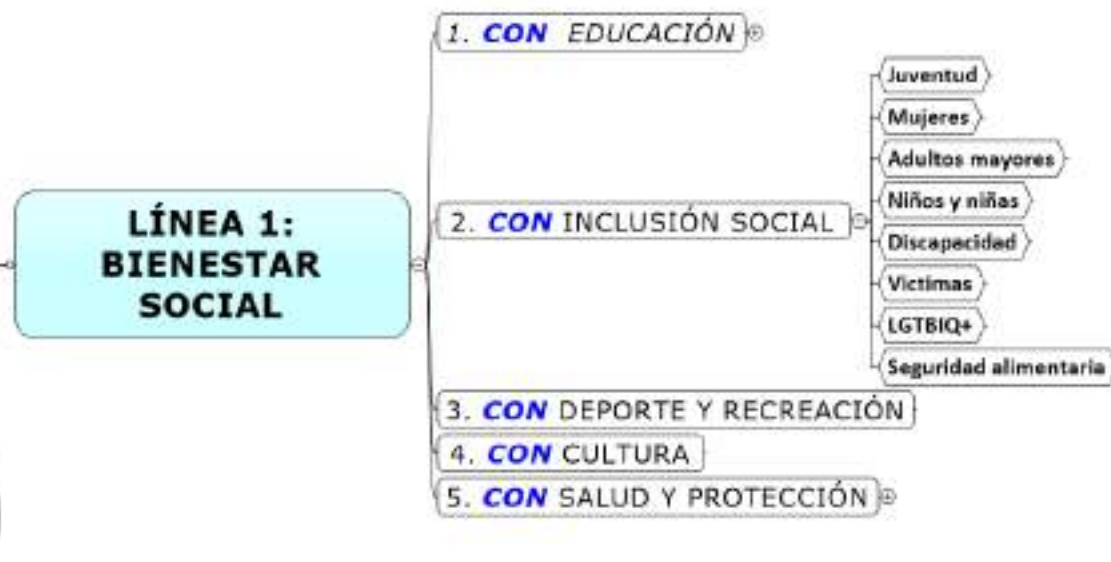 LÍNEA 1:
BIENESTAR
SOCIAL
1. CON EDUCACIÓN
2. CON INCLUSIÓN SOCIAL
Juventud
Mujeres
Adultos mayores
Niños y niñas
Discapacidad
Victimas
LGTBIQ+
Seguridad alimentaria
3. CON DEPORTE Y RECREACIÓN
4. CON CULTURA
5. CON SALUD Y PROTECCIÓN